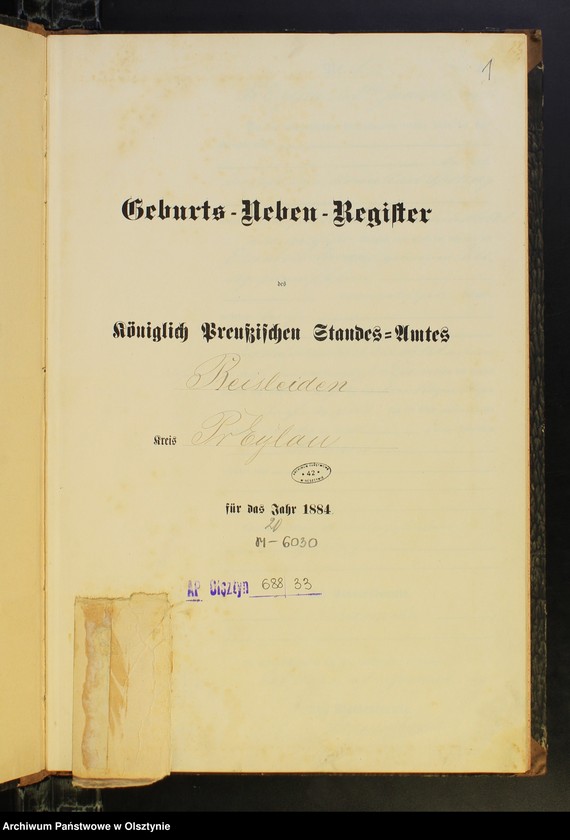 1
Geburts-Neben-Register
des
Königlich Preußischen Standes-Amtes
Reisleiden
Kreis Pr Eylau
* 42 *
für das Jahr 1884
20
M-6030
AP Olsztyn 688/33
Archiwum Państwowe w Olsztynie